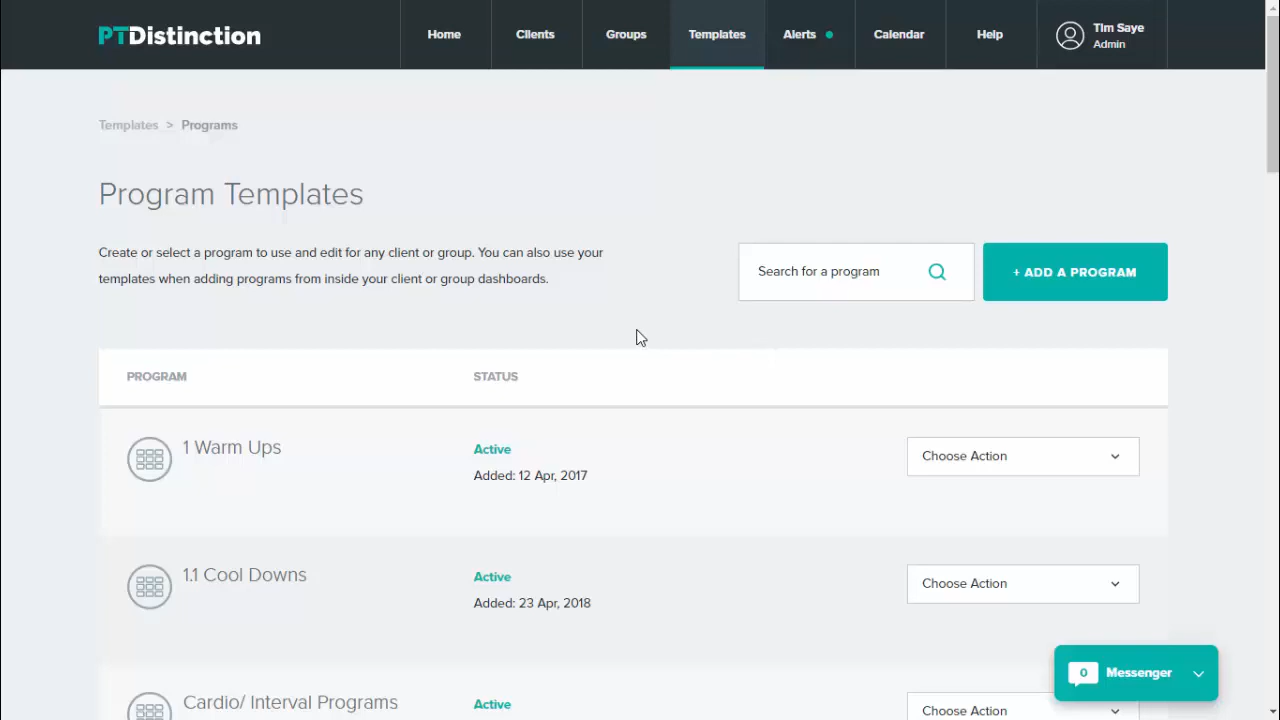 PTDistinction
Home
Clients
Groups
Templates
Alerts
Calendar
Help
Tim Saye
Admin
Templates > Programs
Program Templates
Create or select a program to use and edit for any client or group. You can also use your
templates when adding programs from inside your client or group dashboards.
Search for a program
+ ADD A PROGRAM
PROGRAM
STATUS
1 Warm Ups
Active
Added: 12 Apr, 2017
Choose Action
1.1 Cool Downs
Active
Added: 23 Apr, 2018
Choose Action
0 Messenger
Cardio/ Interval Programs
Active
Choose Action